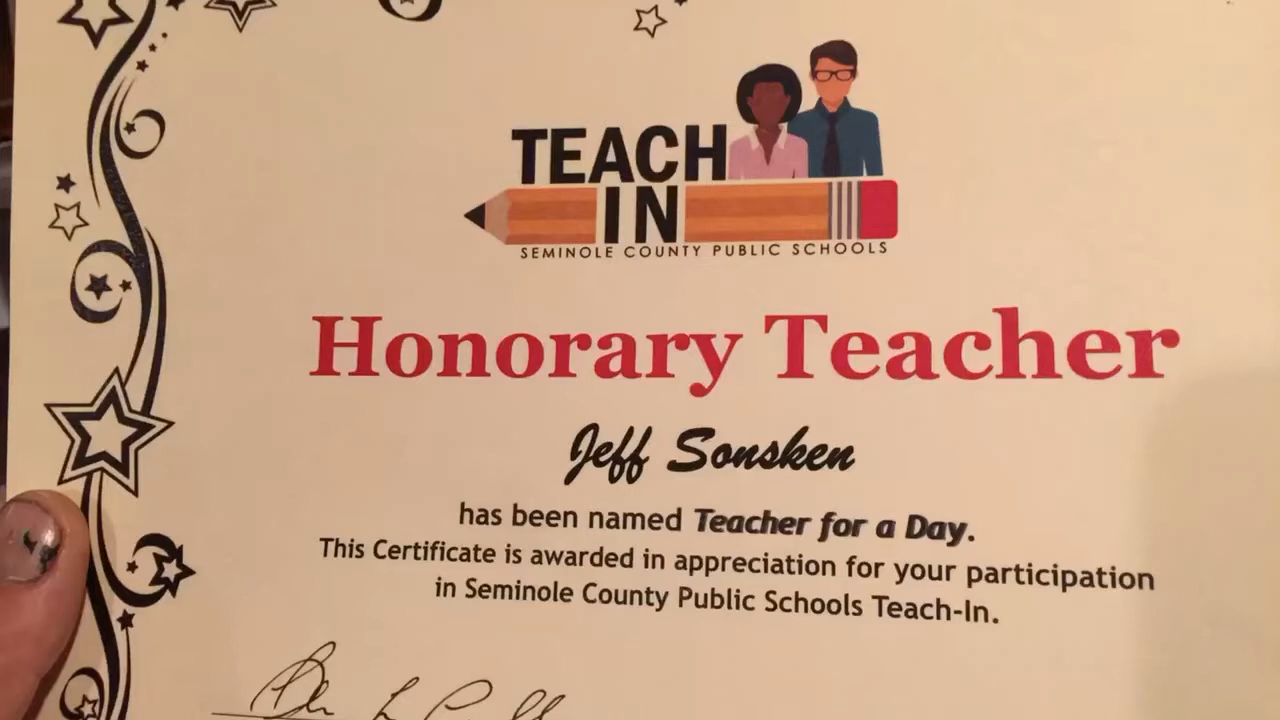 TEACH
IN
SEMINOLE COUNTY PUBLIC SCHOOLS
Honorary Teacher
Jeff Sonsken
has been named Teacher for a Day.
This Certificate is awarded in appreciation for your participation
in Seminole County Public Schools Teach-In.